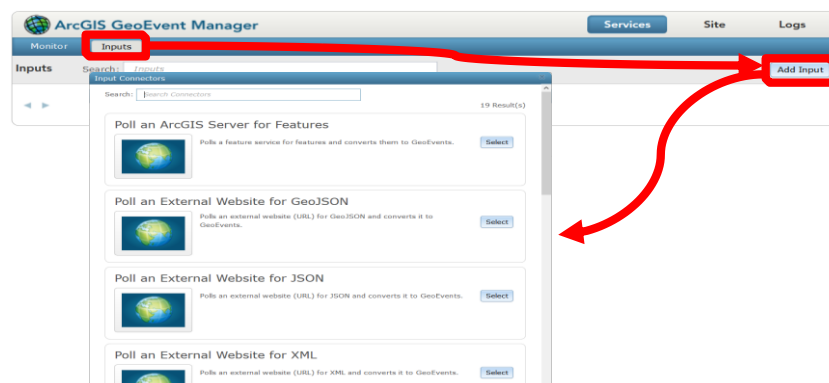 ArcGIS GeoEvent Manager
Services Site Logs
Monitor Inputs
Inputs Search: Inputs Add Input
Input Connectors
Search: Search Connectors
19 Result(s)
Poll an ArcGIS Server for Features
Polls a feature service for features and converts them to GeoEvents. Select
Poll an External Website for GeoJSON
Polls an external website (URL) for GeoJSON and converts it to
GeoEvents.
Select
Poll an External Website for JSON
Polls an external website (URL) for JSON and converts it to GeoEvents. Select
Poll an External Website for XML
Polls an external website (URL) for XML and converts it to GeoEvents. Select